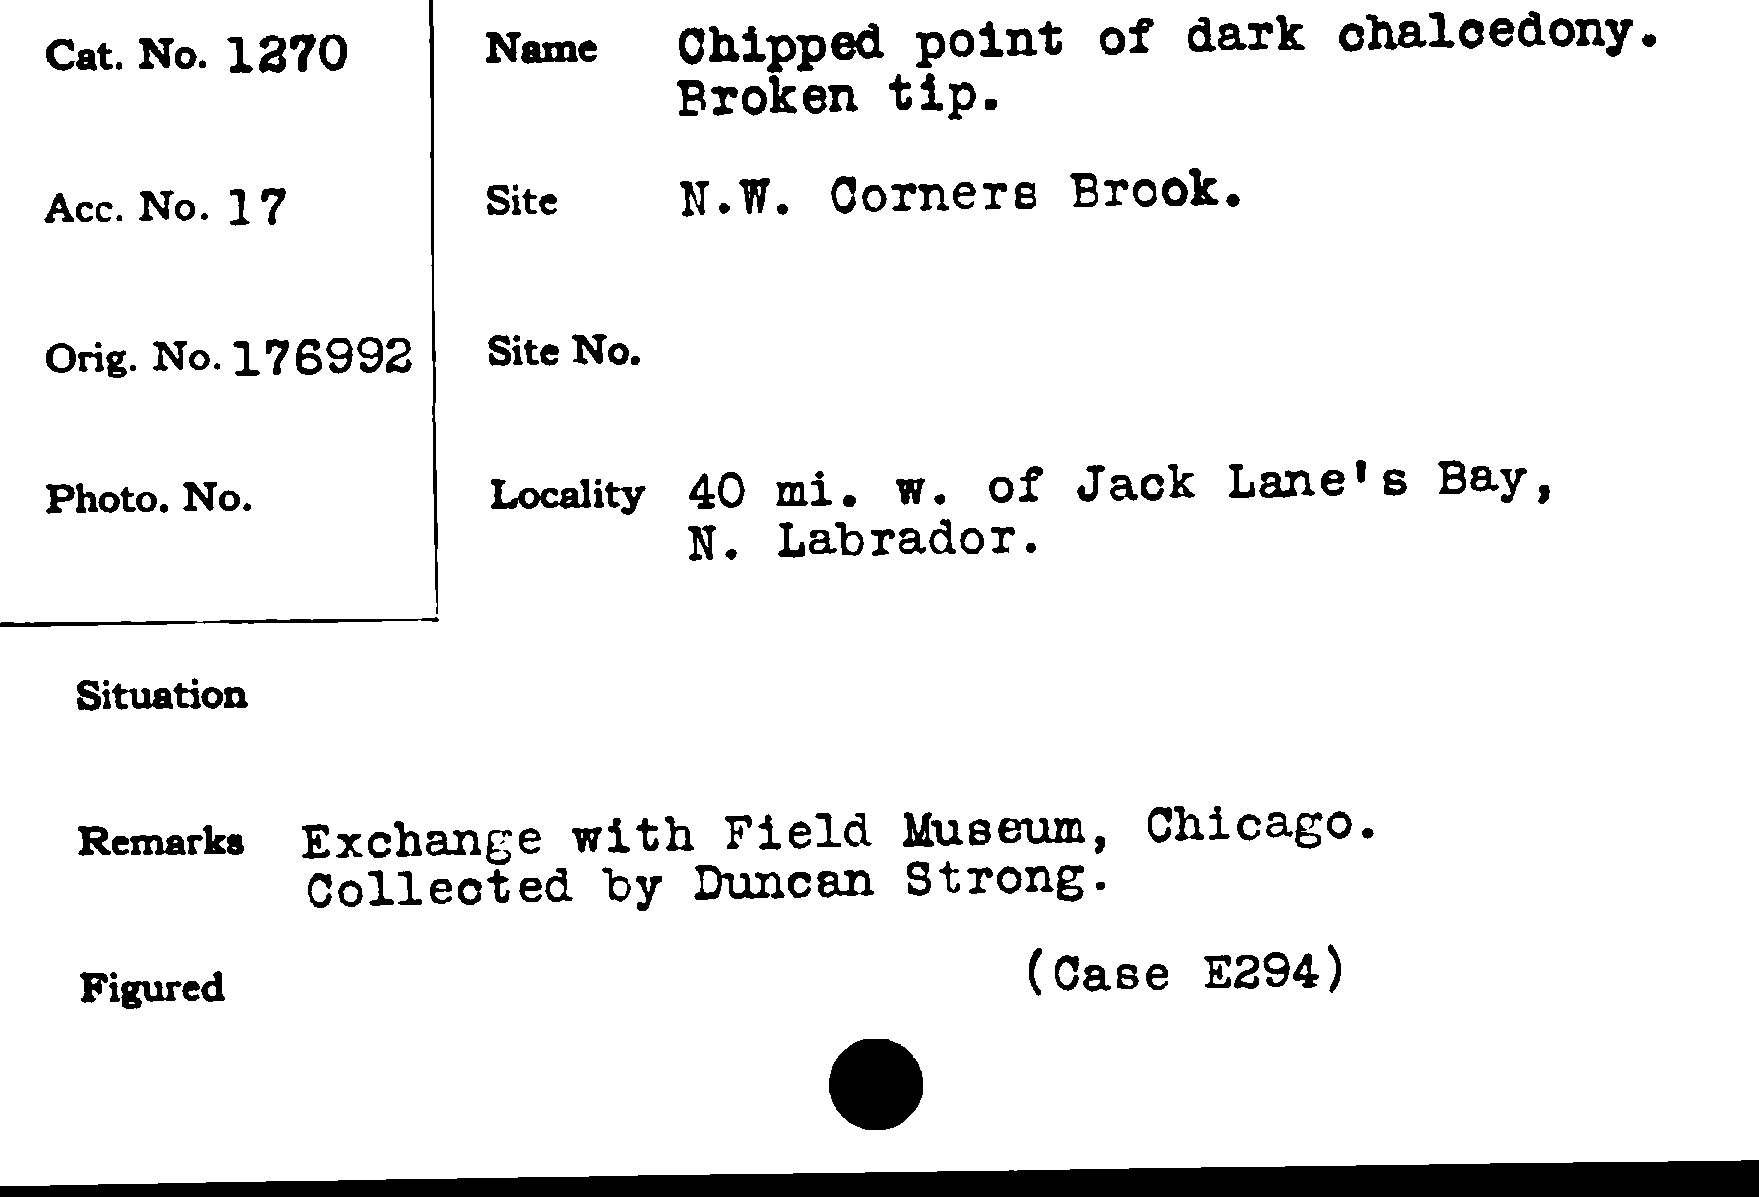 Cat. No. 1270
Name Chipped point of dark chalcedony.
Broken tip.
Acc. No. 17
Site N.W. Corners Brook.
Orig. No. 176992
Site No.
Photo. No.
Locality 40 mi. w. of Jack Lane's Bay,
N. Labrador.
Situation
Remarks Exchange with Field Museum, Chicago.
Collected by Duncan Strong.
Figured (Case E294)